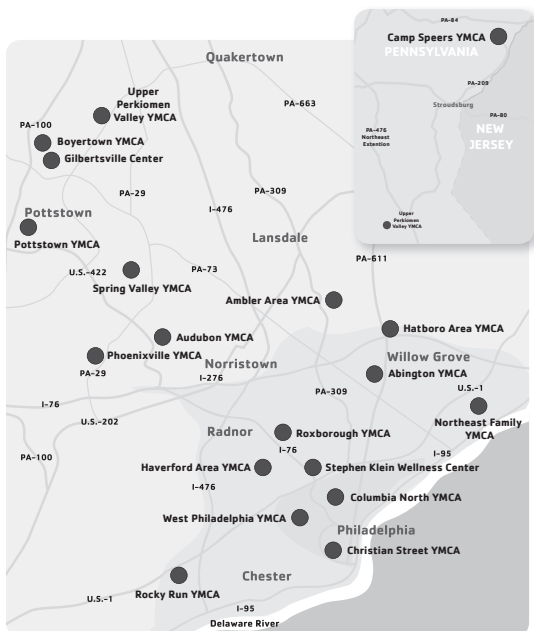 PA-84
Camp Speers YMCA
PENNSYLVANIA
PA-209
Stroudsburg
PA-80
PA-476
Northeast
Extention
NEW
JERSEY
Upper
Perkiomen
Valley YMCA
Quakertown
Upper
Perkiomen
Valley YMCA
PA-663
PA-100
Boyertown YMCA
Gilbertsville Center
PA-29
PA-309
I-476
Pottstown
Lansdale
Pottstown YMCA
PA-611
U.S.-422
PA-73
Spring Valley YMCA
Ambler Area YMCA
Hatboro Area YMCA
Audubon YMCA
Phoenixville YMCA
Willow Grove
Norristown
PA-29
Abington YMCA
I-276
U.S.-1
PA-309
I-76
U.S.-202
Northeast Family
YMCA
Radnor
Roxborough YMCA
I-76
I-95
PA-100
Haverford Area YMCA
Stephen Klein Wellness Center
I-476
Columbia North YMCA
West Philadelphia YMCA
Philadelphia
Christian Street YMCA
Chester
Rocky Run YMCA
U.S.-1
I-95
Delaware River